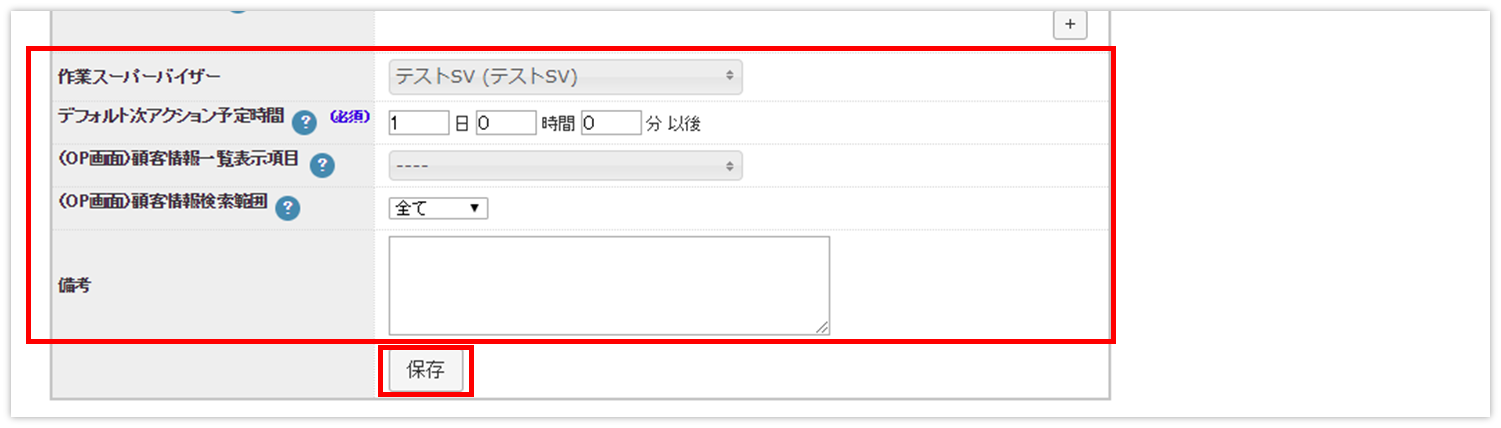 +
作業スーパーバイザー テストSV (テストSV)
デフォルト次アクション予定時間 ? (必須) 1 日 0 時間 0 分 以後
(OP画面)顧客情報一覧表示項目 ? ----
(OP画面)顧客情報検索範囲 ? 全て ▼
備考
保存